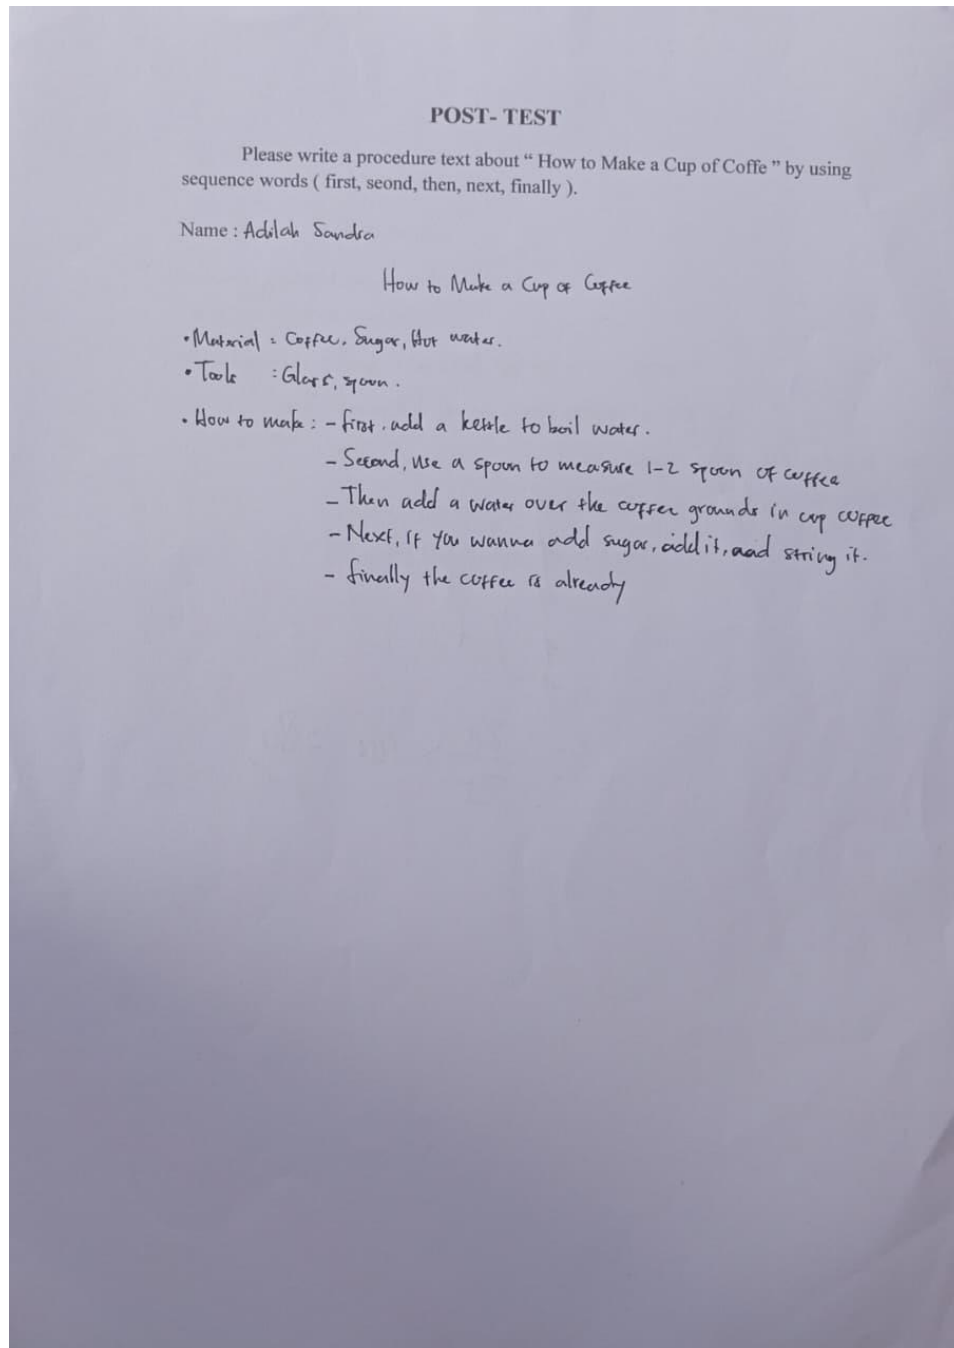 POST- TEST
Please write a procedure text about “ How to Make a Cup of Coffe ” by using
sequence words ( first, seond, then, next, finally ).
Name : Adilah Sandra
How to Make a Cup of Coffee
• Material : Coffee, Sugar, Hot water.
• Tools : Glass, spoon.
• How to make : - first, add a kettle to boil water.
- Second, use a spoon to measure 1-2 spoon of coffee
- Then add a water over the coffee grounds in cup coffee
- Next, if you wanna add sugar, add it, and string it.
- finally the coffee is already